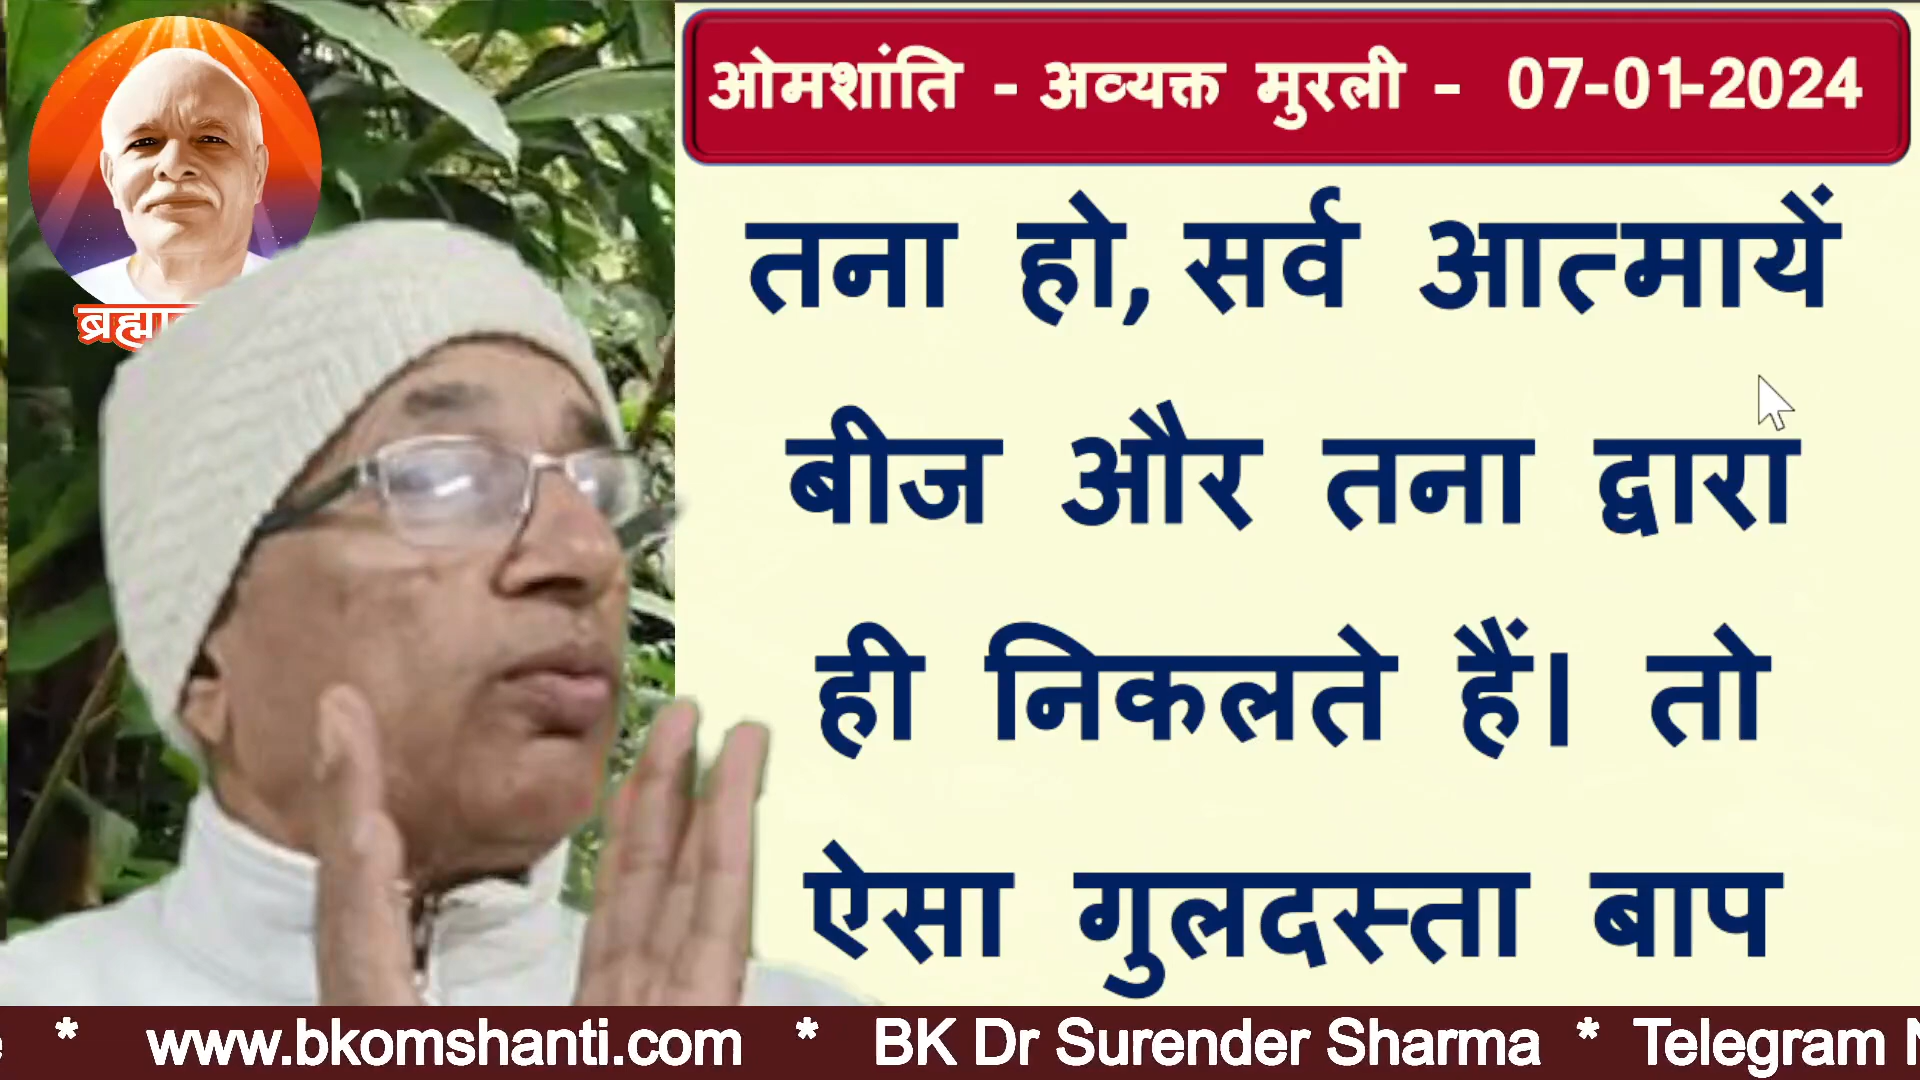 ओमशांति - अव्यक्त मुरली - 07-01-2024
तना हो, सर्व आत्मायें
बीज और तना द्वारा
ही निकलते हैं। तो
ऐसा गुलदस्ता बाप
* www.bkomshanti.com * BK Dr Surender Sharma * Telegram